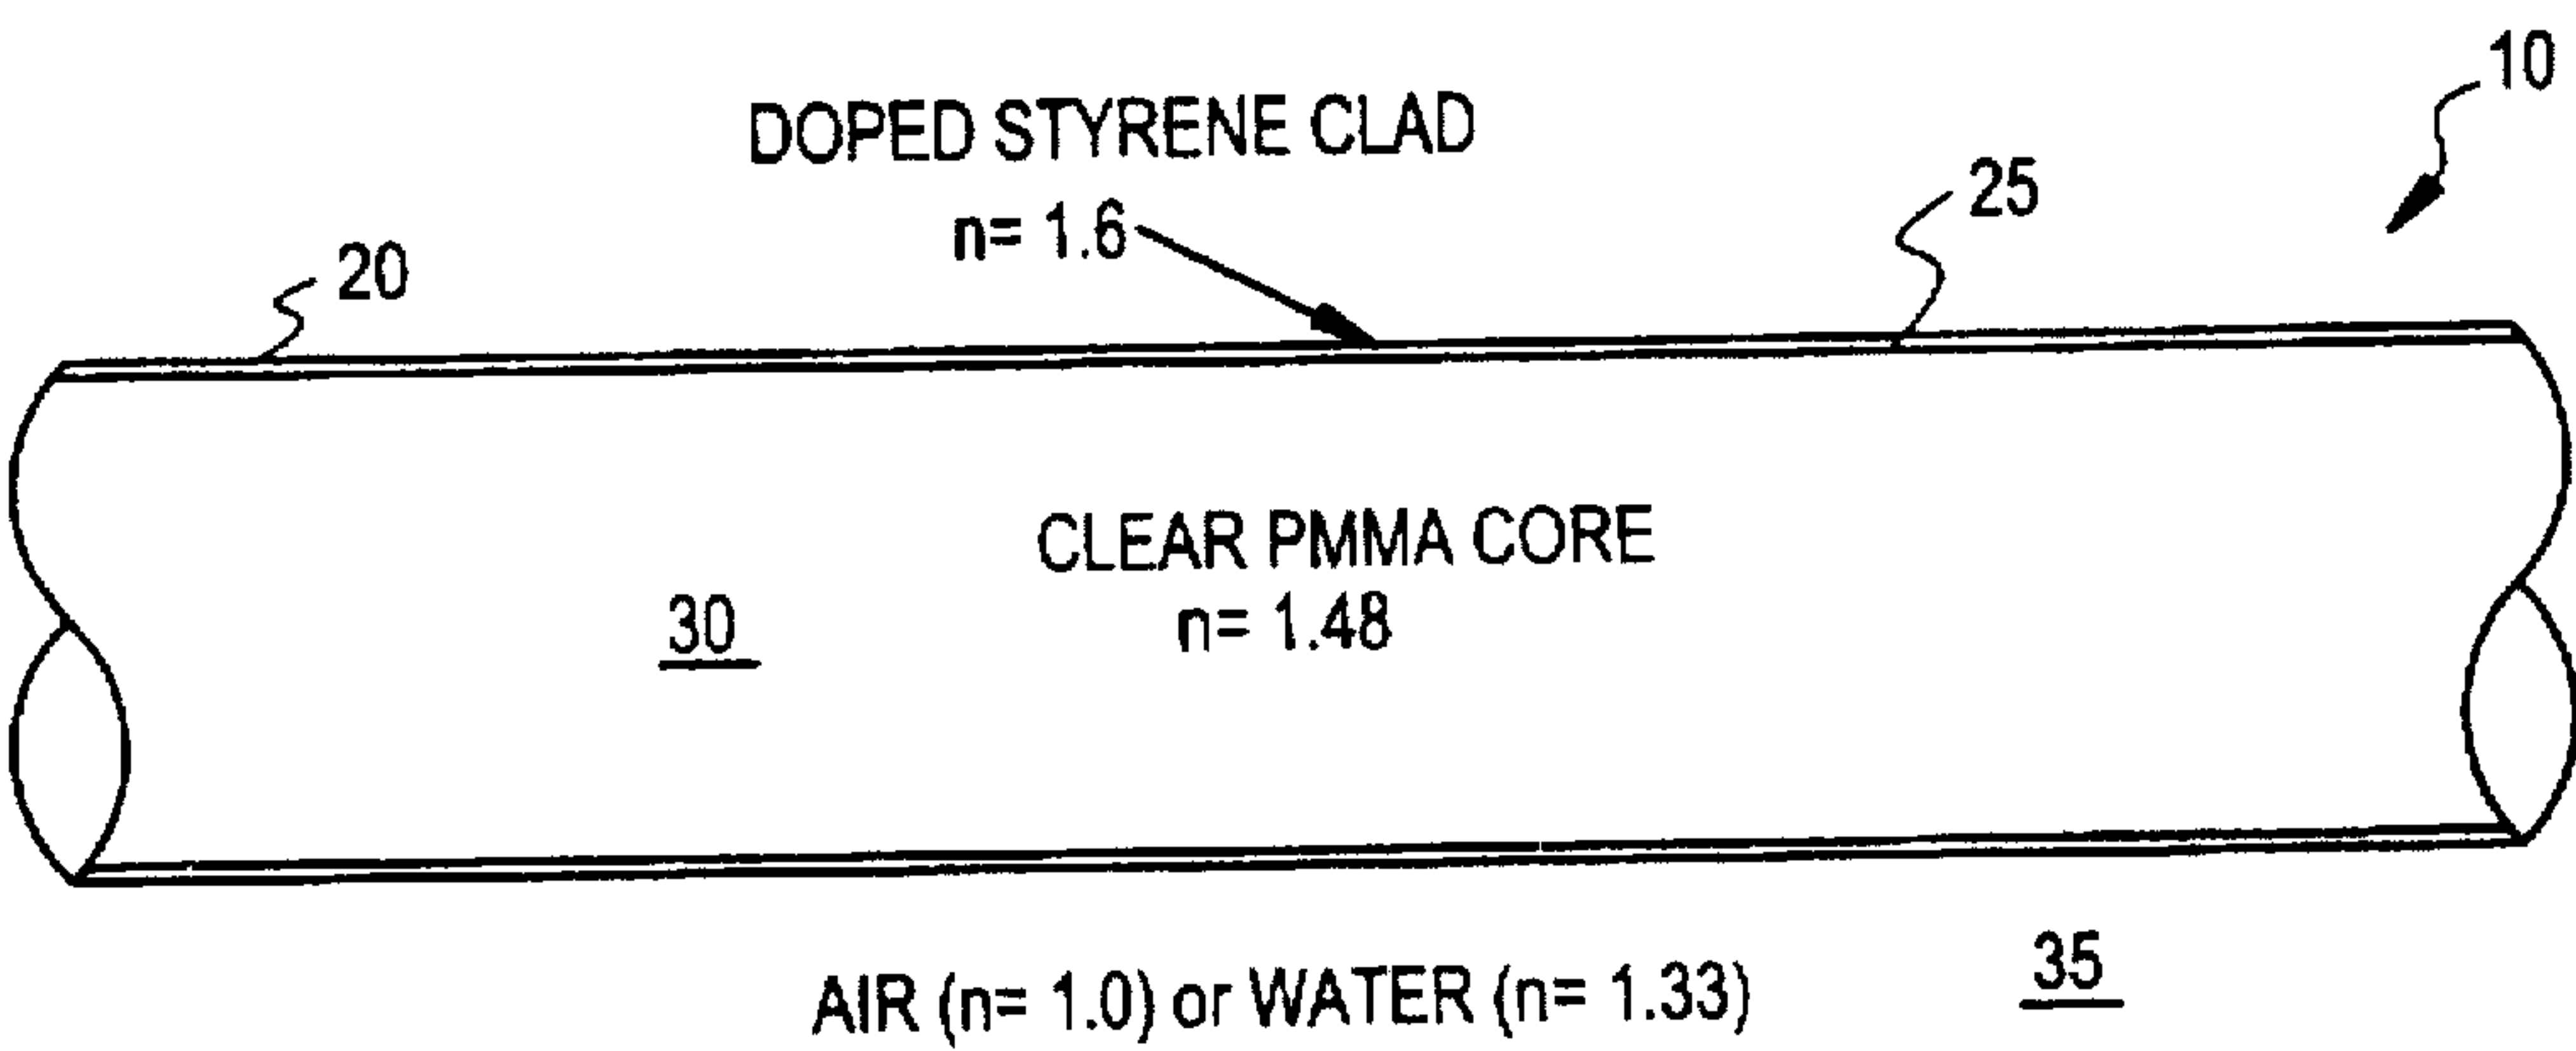 10
DOPED STYRENE CLAD
25
n= 1.6
20
CLEAR PMMA CORE
n= 1.48
30
35
AIR (n= 1.0) or WATER (n= 1.33)